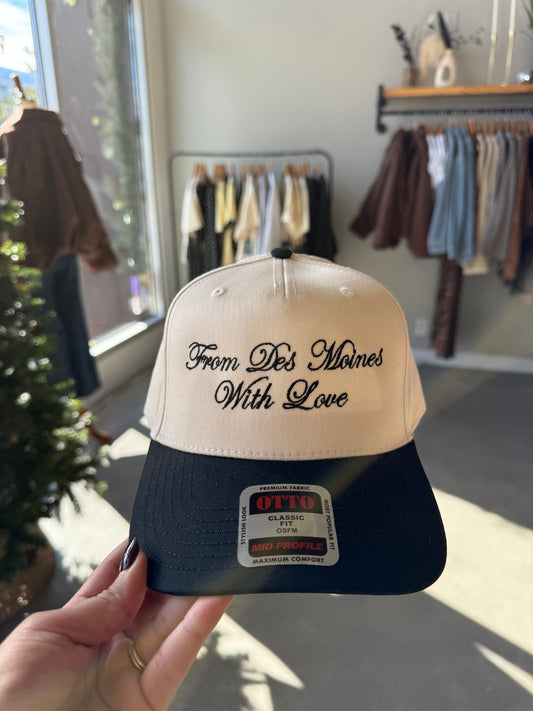 From Des Moines
With Love
PREMIUM FABRIC
STYLISH LOOK
OTTO
CLASSIC
FIT
OSFM
MID PROFILE
MOST POPULAR FIT
MAXIMUM COMFORT